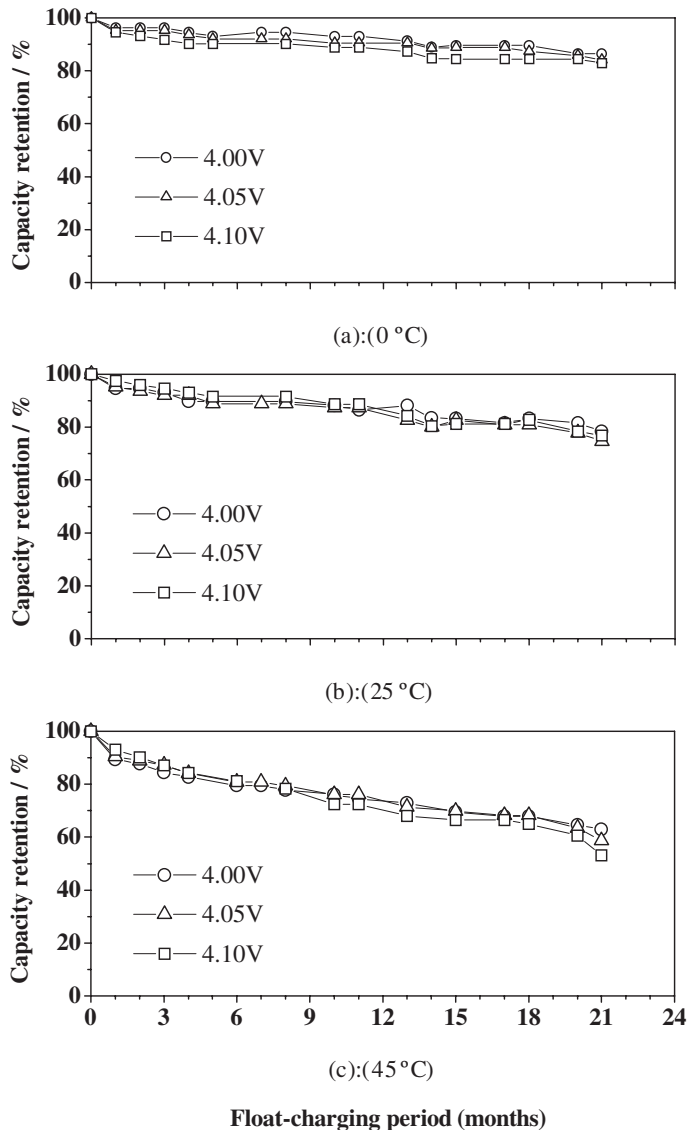 Capacity retention / %
100
80
60
40
20
0
4.00V
4.05V
4.10V
(a):(0 °C)
Capacity retention / %
100
80
60
40
20
0
4.00V
4.05V
4.10V
(b):(25 °C)
Capacity retention / %
100
80
60
40
20
0
4.00V
4.05V
4.10V
0 3 6 9 12 15 18 21 24
(c):(45 °C)
Float-charging period (months)